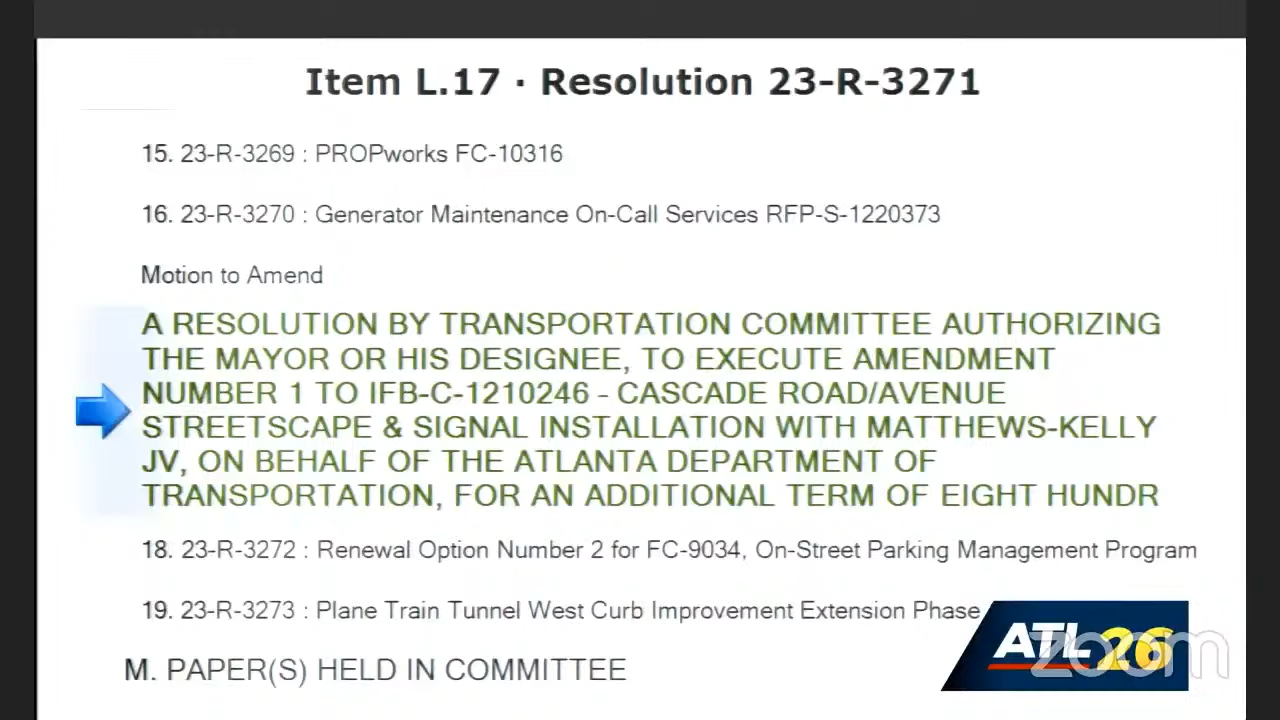 Item L.17 · Resolution 23-R-3271
15. 23-R-3269 : PROPworks FC-10316
16. 23-R-3270 : Generator Maintenance On-Call Services RFP-S-1220373
Motion to Amend
A RESOLUTION BY TRANSPORTATION COMMITTEE AUTHORIZING
THE MAYOR OR HIS DESIGNEE, TO EXECUTE AMENDMENT
NUMBER 1 TO IFB-C-1210246 - CASCADE ROAD/AVENUE
STREETSCAPE & SIGNAL INSTALLATION WITH MATTHEWS-KELLY
JV, ON BEHALF OF THE ATLANTA DEPARTMENT OF
TRANSPORTATION, FOR AN ADDITIONAL TERM OF EIGHT HUNDR
18. 23-R-3272 : Renewal Option Number 2 for FC-9034, On-Street Parking Management Program
19. 23-R-3273 : Plane Train Tunnel West Curb Improvement Extension Phase
M. PAPER(S) HELD IN COMMITTEE
ATL 26
zoom